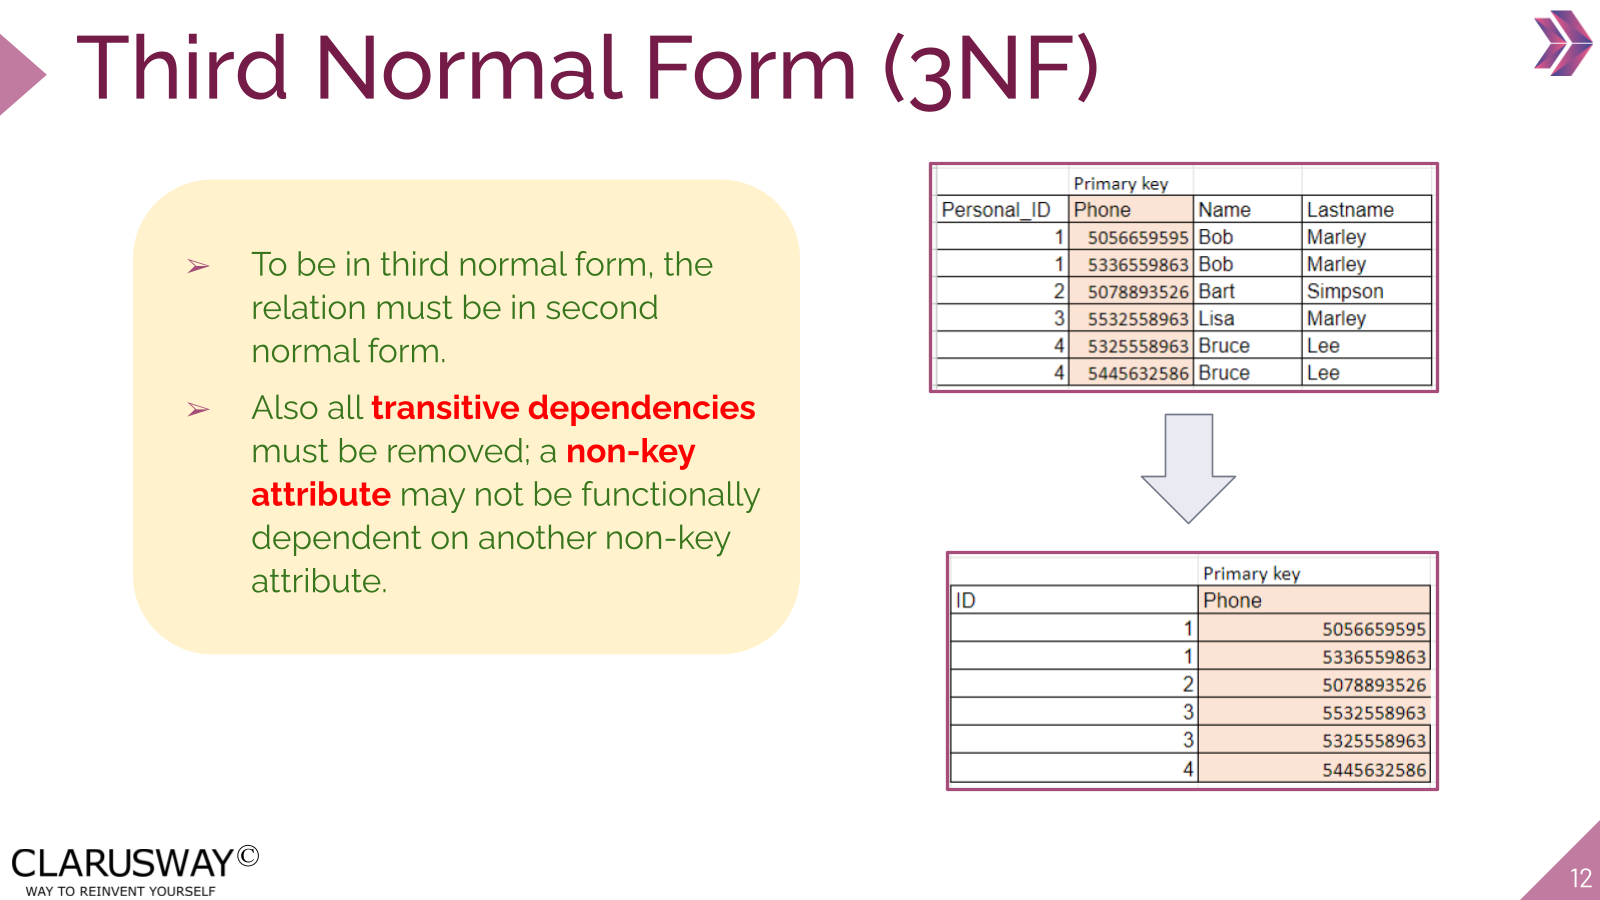 Third Normal Form (3NF)
➢ To be in third normal form, the
relation must be in second
normal form.
➢ Also all transitive dependencies
must be removed; a non-key
attribute may not be functionally
dependent on another non-key
attribute.
Primary key
Personal_ID Phone Name Lastname
1 5056659595 Bob Marley
1 5336559863 Bob Marley
2 5078893526 Bart Simpson
3 5532558963 Lisa Marley
4 5325558963 Bruce Lee
4 5445632586 Bruce Lee
Primary key
ID Phone
1 5056659595
1 5336559863
2 5078893526
3 5532558963
3 5325558963
4 5445632586
CLARUSWAY©
WAY TO REINVENT YOURSELF
12